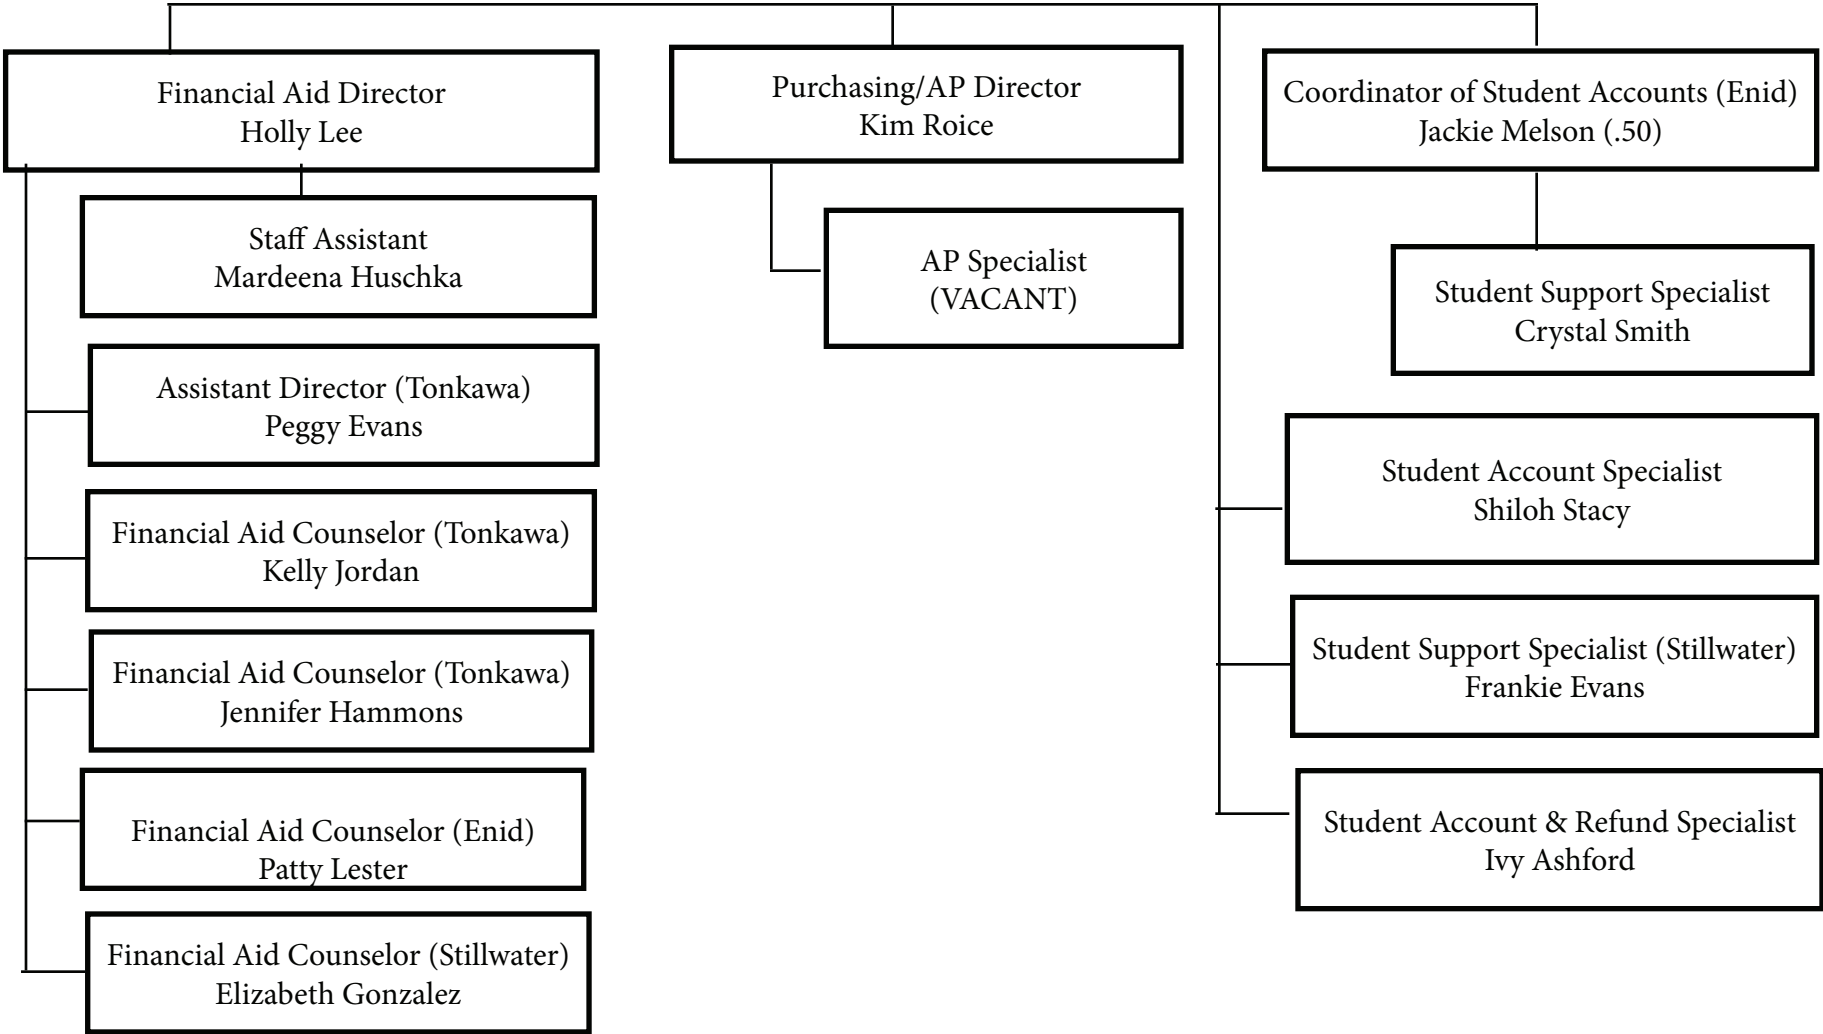 Financial Aid Director
Holly Lee
Staff Assistant
Mardeena Huschka
Assistant Director (Tonkawa)
Peggy Evans
Financial Aid Counselor (Tonkawa)
Kelly Jordan
Financial Aid Counselor (Tonkawa)
Jennifer Hammons
Financial Aid Counselor (Enid)
Patty Lester
Financial Aid Counselor (Stillwater)
Elizabeth Gonzalez
Purchasing/AP Director
Kim Roice
AP Specialist
(VACANT)
Coordinator of Student Accounts (Enid)
Jackie Melson (.50)
Student Support Specialist
Crystal Smith
Student Account Specialist
Shiloh Stacy
Student Support Specialist (Stillwater)
Frankie Evans
Student Account & Refund Specialist
Ivy Ashford